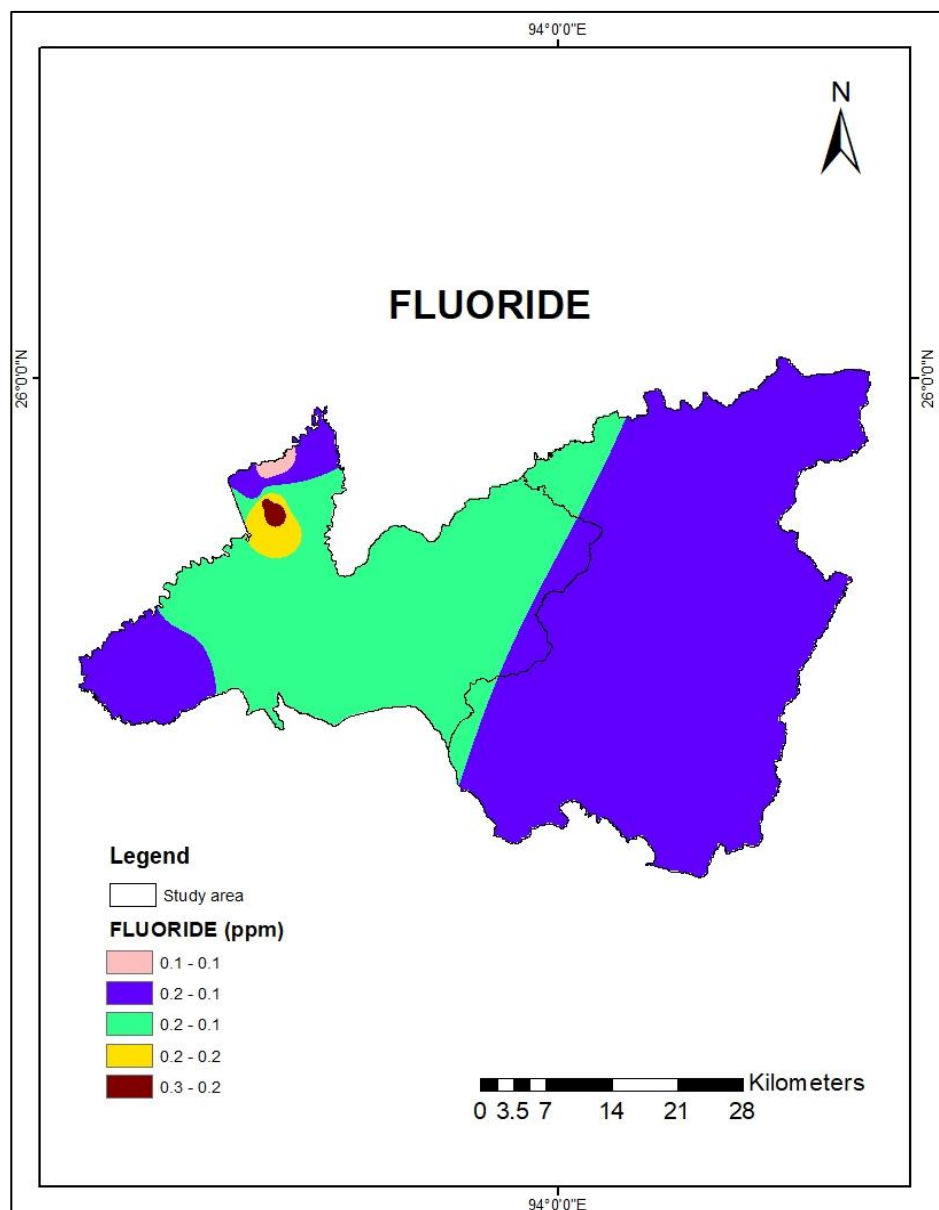 94°0'0"E
N
FLUORIDE
26°0'0"N
26°0'0"N
Legend
Study area
FLUORIDE (ppm)
0.1 - 0.1
0.2 - 0.1
0.2 - 0.1
0.2 - 0.2
0.3 - 0.2
Kilometers
0 3.5 7 14 21 28
94°0'0"E